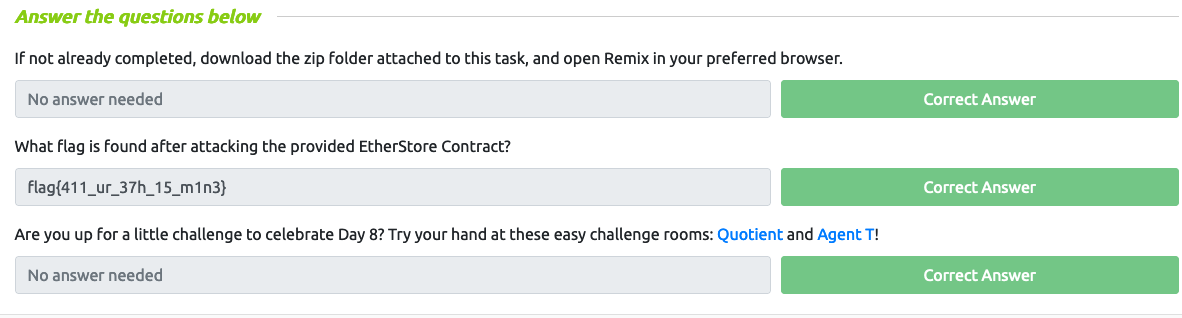 Answer the questions below
If not already completed, download the zip folder attached to this task, and open Remix in your preferred browser.
No answer needed
Correct Answer
What flag is found after attacking the provided EtherStore Contract?
flag{411_ur_37h_15_m1n3}
Correct Answer
Are you up for a little challenge to celebrate Day 8? Try your hand at these easy challenge rooms: Quotient and Agent T!
No answer needed
Correct Answer